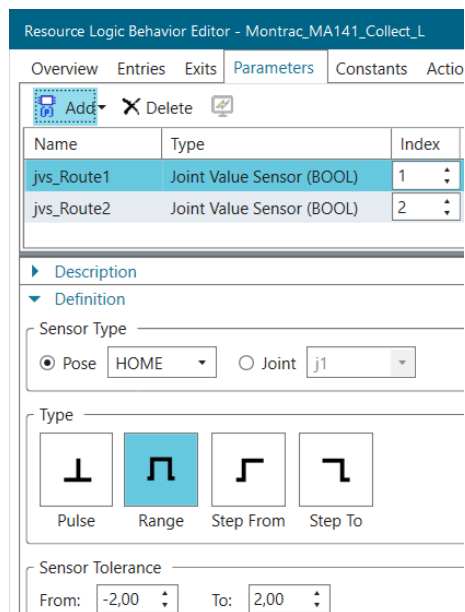 Resource Logic Behavior Editor - Montrac_MA141_Collect_L
Overview Entries Exits Parameters Constants Actio
Add Delete
Name Type Index
jvs_Route1 Joint Value Sensor (BOOL) 1
jvs_Route2 Joint Value Sensor (BOOL) 2
Description
Definition
Sensor Type
Pose HOME Joint j1
Type
Pulse Range Step From Step To
Sensor Tolerance
From: -2,00 To: 2,00